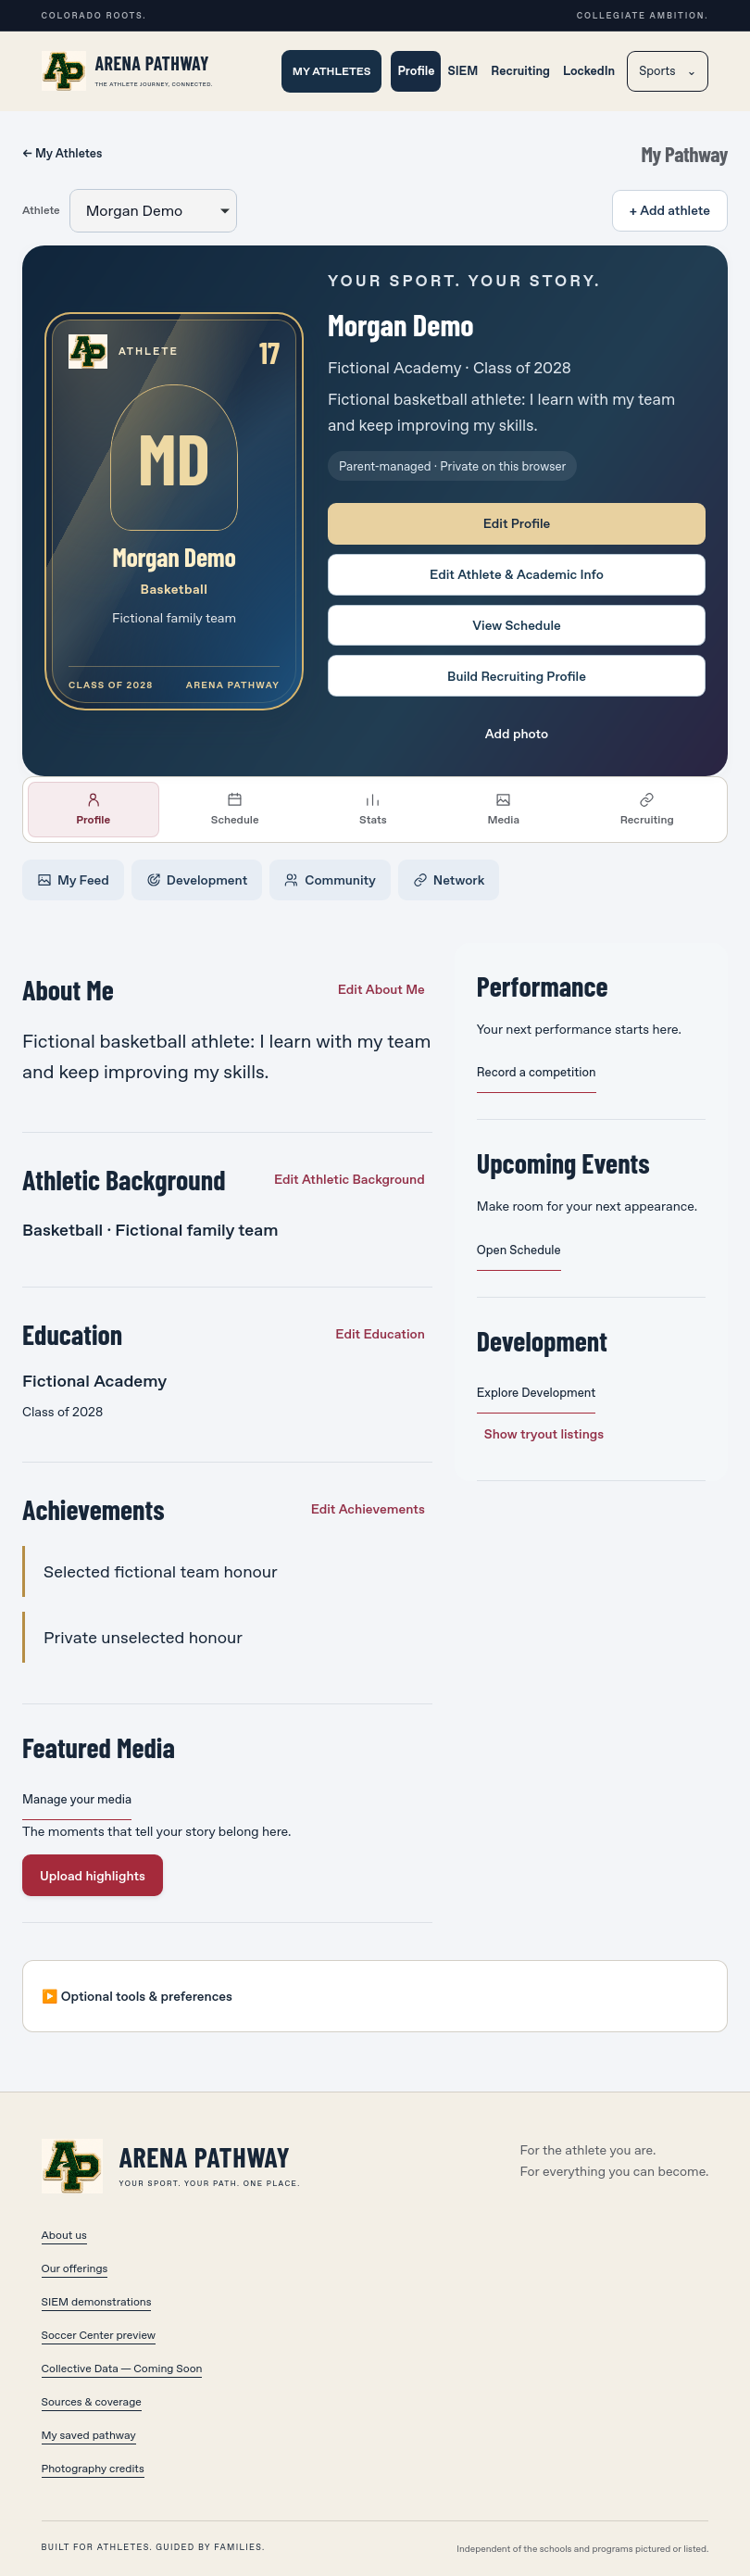 COLORADO ROOTS.
COLLEGIATE AMBITION.
AP
ARENA PATHWAY
THE ATHLETE JOURNEY, CONNECTED.
MY ATHLETES
Profile
SIEM
Recruiting
LockedIn
Sports
← My Athletes
My Pathway
Athlete
Morgan Demo
+ Add athlete
AP
ATHLETE
17
MD
Morgan Demo
Basketball
Fictional family team
CLASS OF 2028
ARENA PATHWAY
YOUR SPORT. YOUR STORY.
Morgan Demo
Fictional Academy · Class of 2028
Fictional basketball athlete: I learn with my team
and keep improving my skills.
Parent-managed · Private on this browser
Edit Profile
Edit Athlete & Academic Info
View Schedule
Build Recruiting Profile
Add photo
Profile
Schedule
Stats
Media
Recruiting
My Feed
Development
Community
Network
About Me
Edit About Me
Fictional basketball athlete: I learn with my team
and keep improving my skills.
Athletic Background
Edit Athletic Background
Basketball · Fictional family team
Education
Edit Education
Fictional Academy
Class of 2028
Achievements
Edit Achievements
Selected fictional team honour
Private unselected honour
Featured Media
Manage your media
The moments that tell your story belong here.
Upload highlights
Performance
Your next performance starts here.
Record a competition
Upcoming Events
Make room for your next appearance.
Open Schedule
Development
Explore Development
Show tryout listings
Optional tools & preferences
AP
ARENA PATHWAY
YOUR SPORT. YOUR PATH. ONE PLACE.
For the athlete you are.
For everything you can become.
About us
Our offerings
SIEM demonstrations
Soccer Center preview
Collective Data — Coming Soon
Sources & coverage
My saved pathway
Photography credits
BUILT FOR ATHLETES. GUIDED BY FAMILIES.
Independent of the schools and programs pictured or listed.